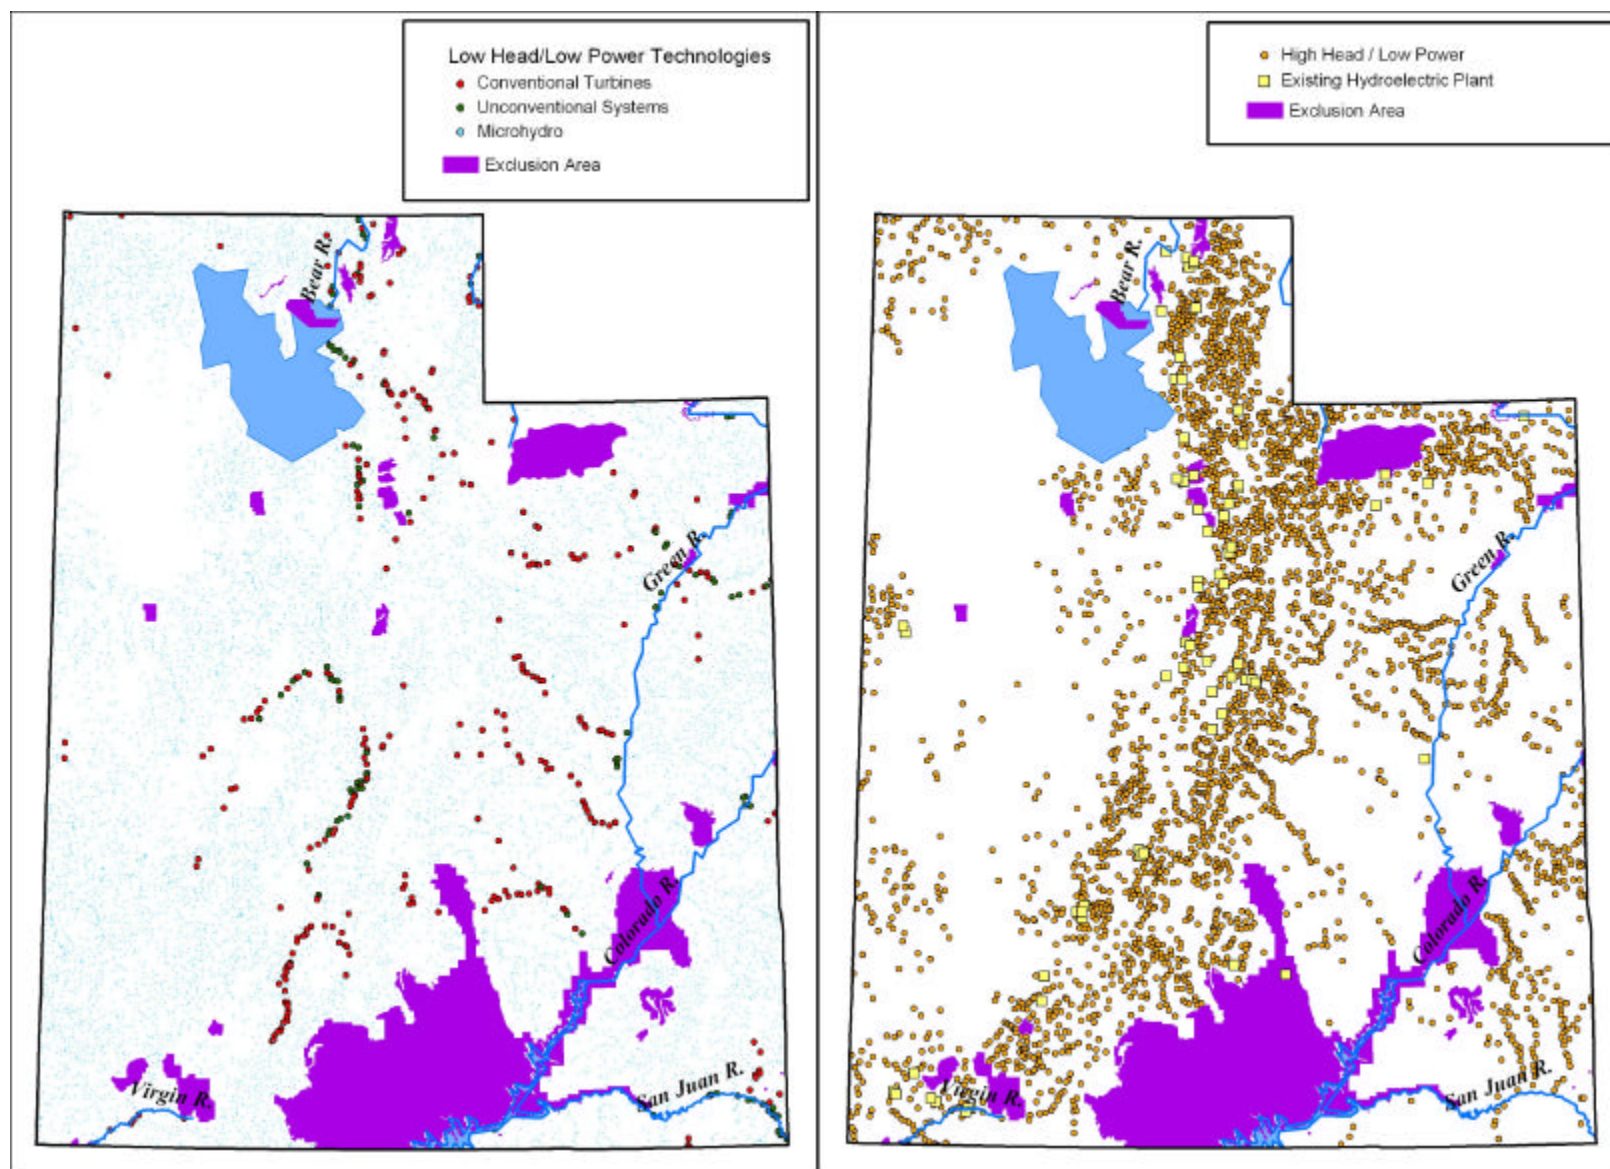 Low Head/Low Power Technologies
Conventional Turbines
Unconventional Systems
Microhydro
Exclusion Area
Bear R.
Green R.
Colorado R.
Virgin R.
San Juan R.
High Head / Low Power
Existing Hydroelectric Plant
Exclusion Area
Bear R.
Green R.
Colorado R.
Virgin R.
San Juan R.